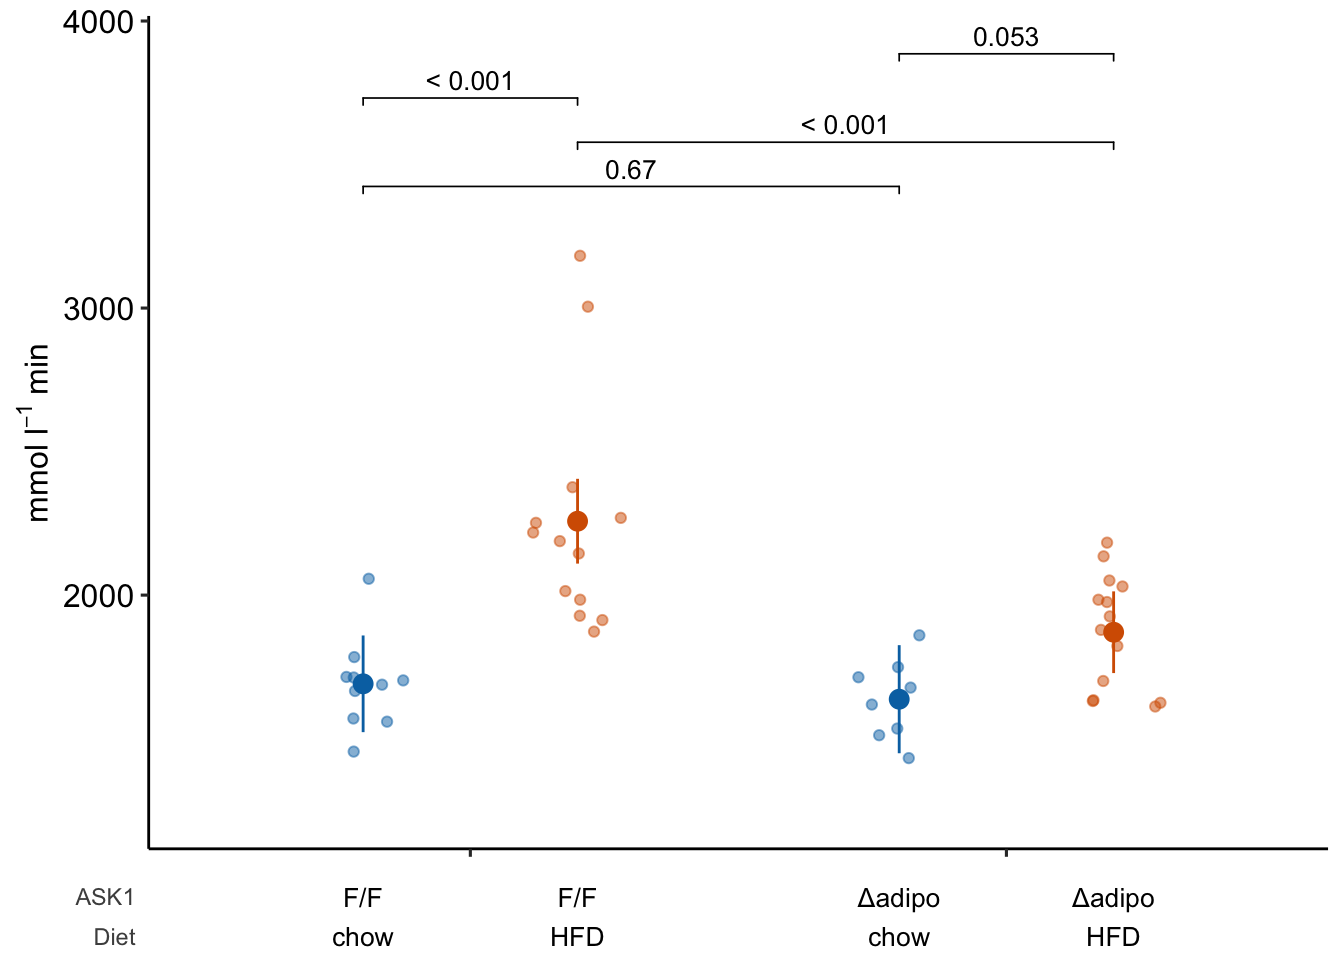 4000
0.053
< 0.001
< 0.001
0.67
3000
mmol l⁻¹ min
2000
ASK1 F/F F/F Δadipo Δadipo
Diet chow HFD chow HFD